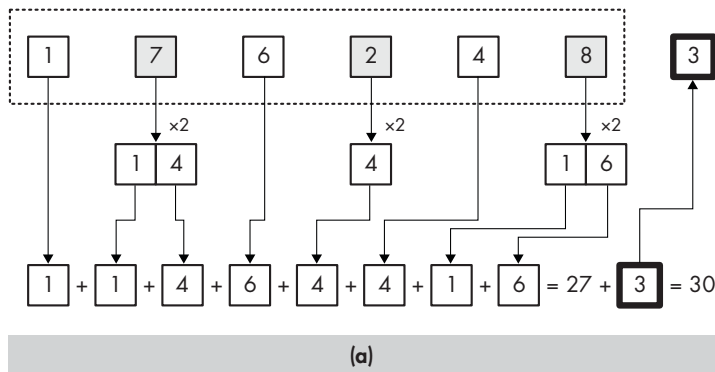 1 7 6 2 4 8 3
×2 ×2 ×2
1 4 4 1 6
1 + 1 + 4 + 6 + 4 + 4 + 1 + 6 = 27 + 3 = 30
(a)